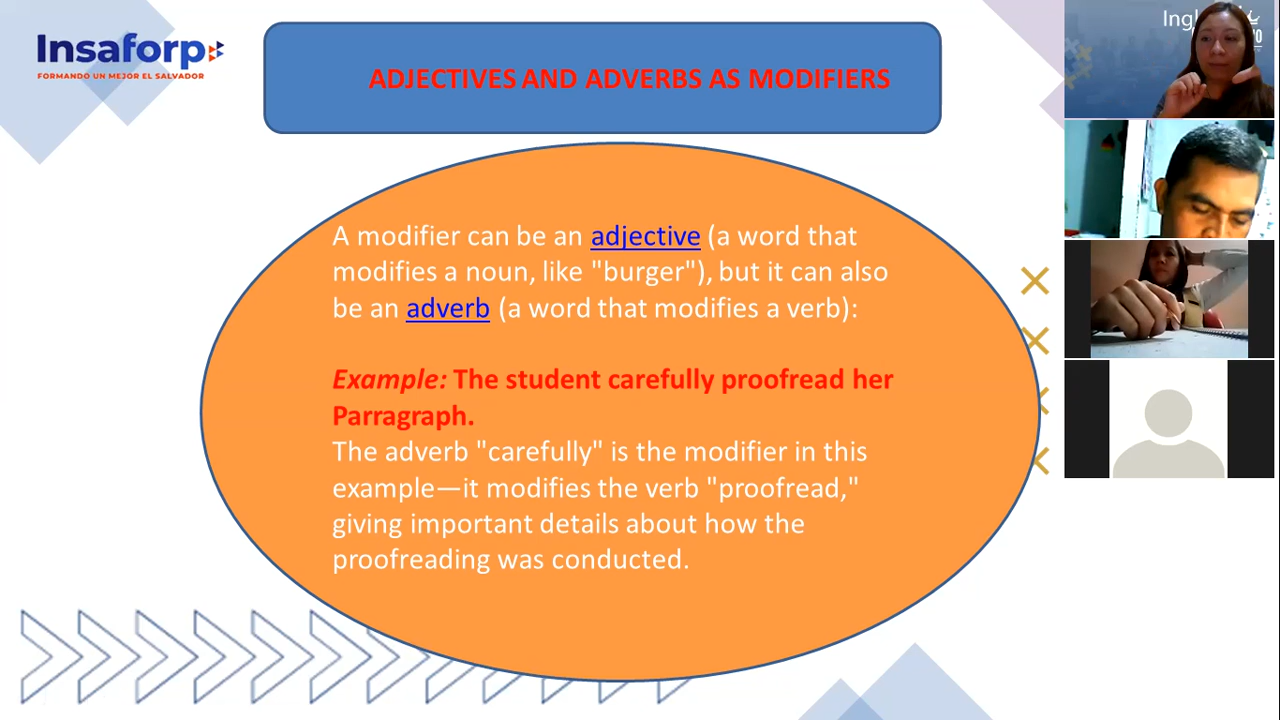 Insaforp
FORMANDO UN MEJOR EL SALVADOR
ADJECTIVES AND ADVERBS AS MODIFIERS
A modifier can be an adjective (a word that
modifies a noun, like "burger"), but it can also
be an adverb (a word that modifies a verb):
Example: The student carefully proofread her
Parragraph.
The adverb "carefully" is the modifier in this
example—it modifies the verb "proofread,"
giving important details about how the
proofreading was conducted.